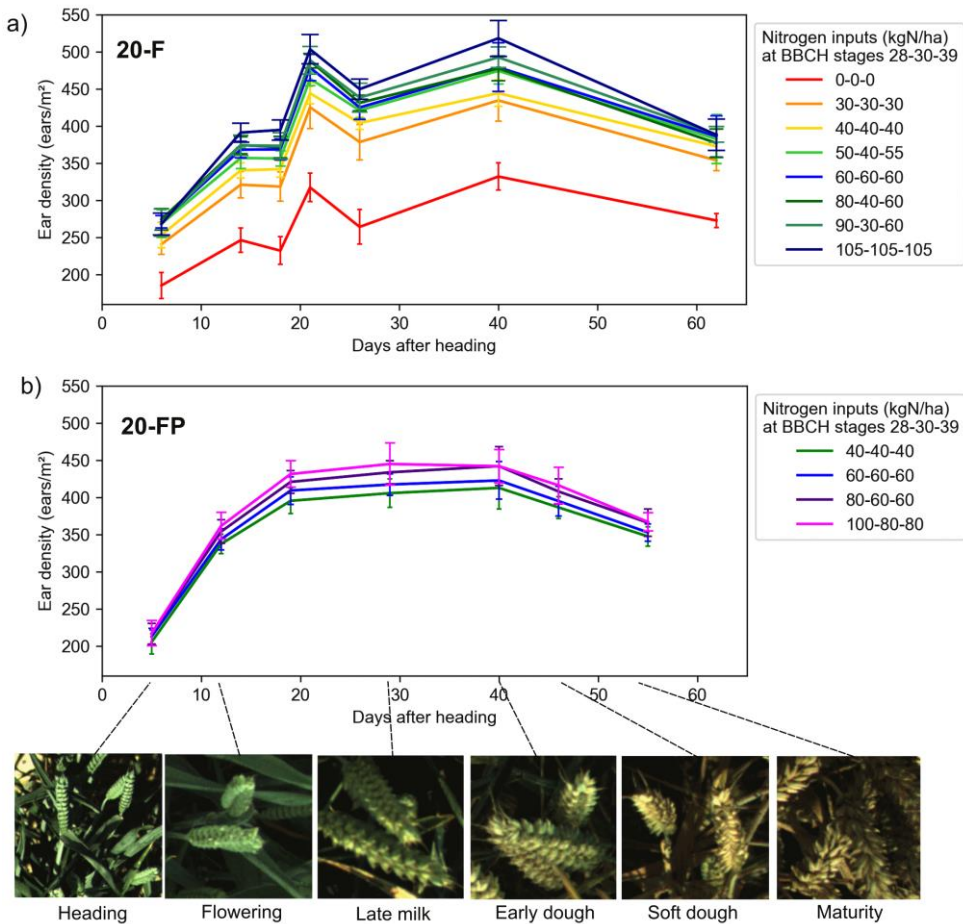 a)
20-F
Ear density (ears/m²)
550
500
450
400
350
300
250
200
0 10 20 30 40 50 60
Days after heading
Nitrogen inputs (kgN/ha)
at BBCH stages 28-30-39
0-0-0
30-30-30
40-40-40
50-40-55
60-60-60
80-40-60
90-30-60
105-105-105
b)
20-FP
Ear density (ears/m²)
550
500
450
400
350
300
250
200
0 10 20 30 40 50 60
Days after heading
Nitrogen inputs (kgN/ha)
at BBCH stages 28-30-39
40-40-40
60-60-60
80-60-60
100-80-80
Heading Flowering Late milk Early dough Soft dough Maturity